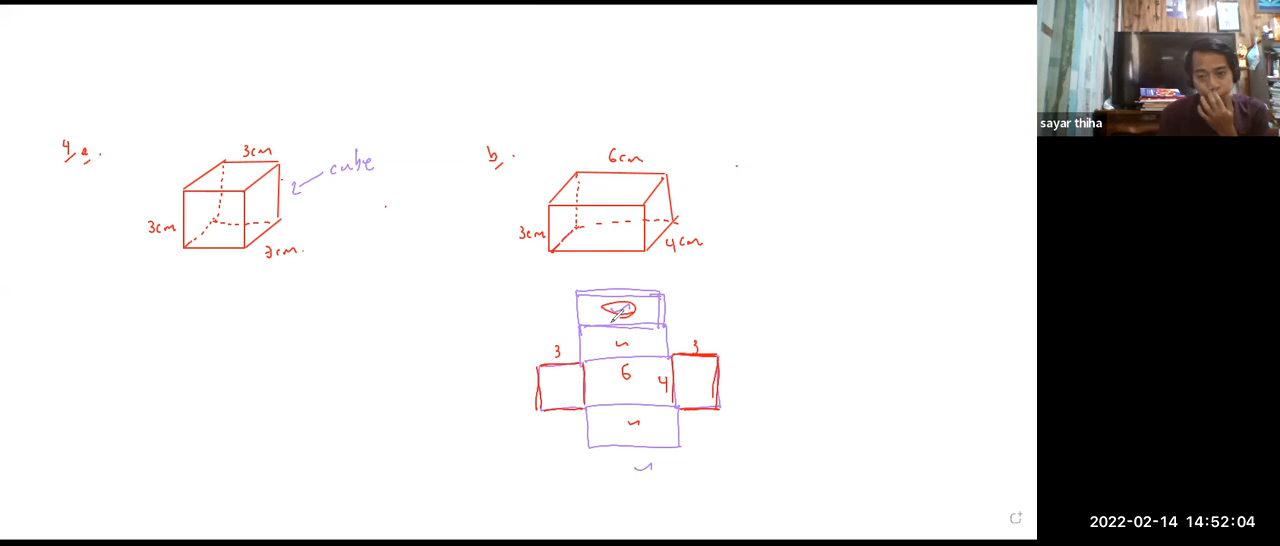 sayar thiha
4/a.
3cm
cube
3cm
3cm.
b.
6cm
3cm
4cm
3
3
6
4
2022-02-14 14:52:04